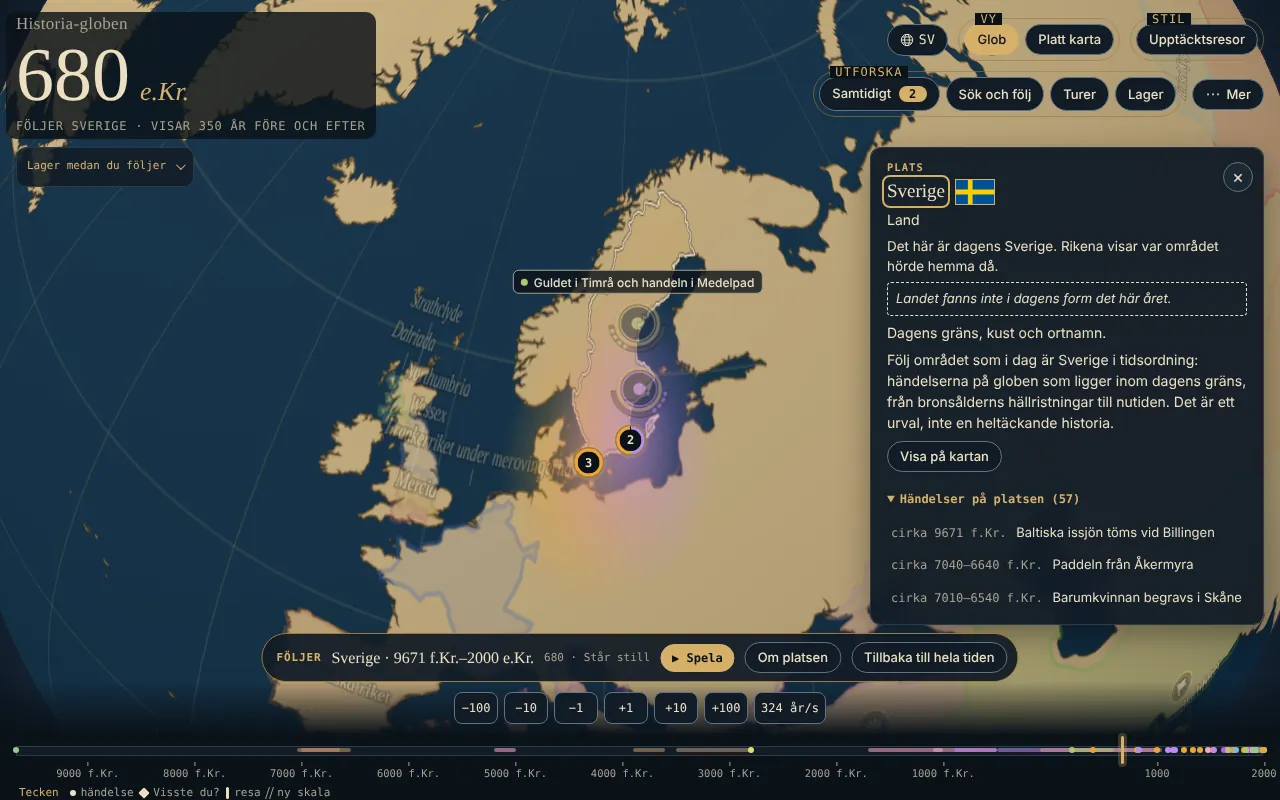 Historia-globen
680 e.Kr.
FÖLJER SVERIGE · VISAR 350 ÅR FÖRE OCH EFTER
Lager medan du följer
SV
VY
Glob
Platt karta
STIL
Upptäcktsresor
UTFORSKA
Samtidigt 2
Sök och följ
Turer
Lager
··· Mer
PLATS
Sverige
Land
Det här är dagens Sverige. Rikena visar var området
hörde hemma då.
Landet fanns inte i dagens form det här året.
Dagens gräns, kust och ortnamn.
Följ området som i dag är Sverige i tidsordning:
händelserna på globen som ligger inom dagens gräns,
från bronsålderns hällristningar till nutiden. Det är ett
urval, inte en heltäckande historia.
Visa på kartan
▼ Händelser på platsen (57)
cirka 9671 f.Kr. Baltiska issjön töms vid Billingen
cirka 7040–6640 f.Kr. Paddeln från Åkermyra
cirka 7010–6540 f.Kr. Barumkvinnan begravs i Skåne
Guldet i Timrå och handeln i Medelpad
Strathclyde
Dalriada
Northumbria
Wessex
Frankerriket under meroving
Mercia
2
3
FÖLJER Sverige · 9671 f.Kr.–2000 e.Kr. 680 · Står still ▶ Spela Om platsen Tillbaka till hela tiden
−100 −10 −1 +1 +10 +100 324 år/s
9000 f.Kr. 8000 f.Kr. 7000 f.Kr. 6000 f.Kr. 5000 f.Kr. 4000 f.Kr. 3000 f.Kr. 2000 f.Kr. 1000 f.Kr. 1000 2000
Tecken ● händelse ◆ Visste du? resa // ny skala